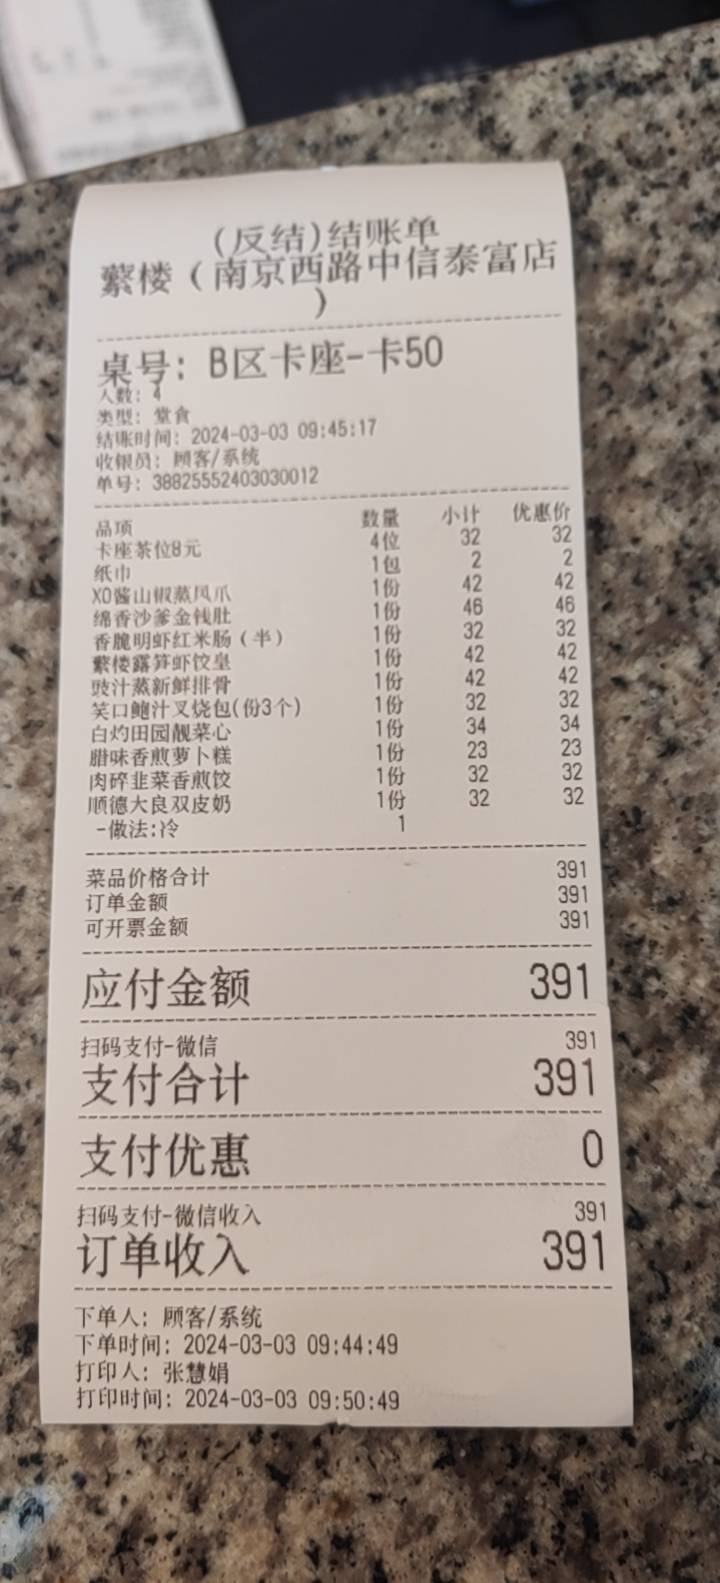 (反结)结账单
蘩楼（南京西路中信泰富店
）
桌号: B区卡座-卡50
人数: 4
类型: 堂食
结账时间: 2024-03-03 09:45:17
收银员: 顾客/系统
单号: 38825552403030012
品项 数量 小计 优惠价
卡座茶位8元 4位 32 32
纸巾 1包 2 2
XO酱山椒蒸凤爪 1份 42 42
绵香沙爹金钱肚 1份 46 46
香脆明虾红米肠（半） 1份 32 32
蘩楼露笋虾饺皇 1份 42 42
豉汁蒸新鲜排骨 1份 42 42
笑口鲍汁叉烧包(份3个) 1份 32 32
白灼田园靓菜心 1份 34 34
腊味香煎萝卜糕 1份 23 23
肉碎韭菜香煎饺 1份 32 32
顺德大良双皮奶 1份 32 32
-做法:冷 1
菜品价格合计 391
订单金额 391
可开票金额 391
应付金额 391
扫码支付-微信 391
支付合计 391
支付优惠 0
扫码支付-微信收入 391
订单收入 391
下单人: 顾客/系统
下单时间: 2024-03-03 09:44:49
打印人: 张慧娟
打印时间: 2024-03-03 09:50:49